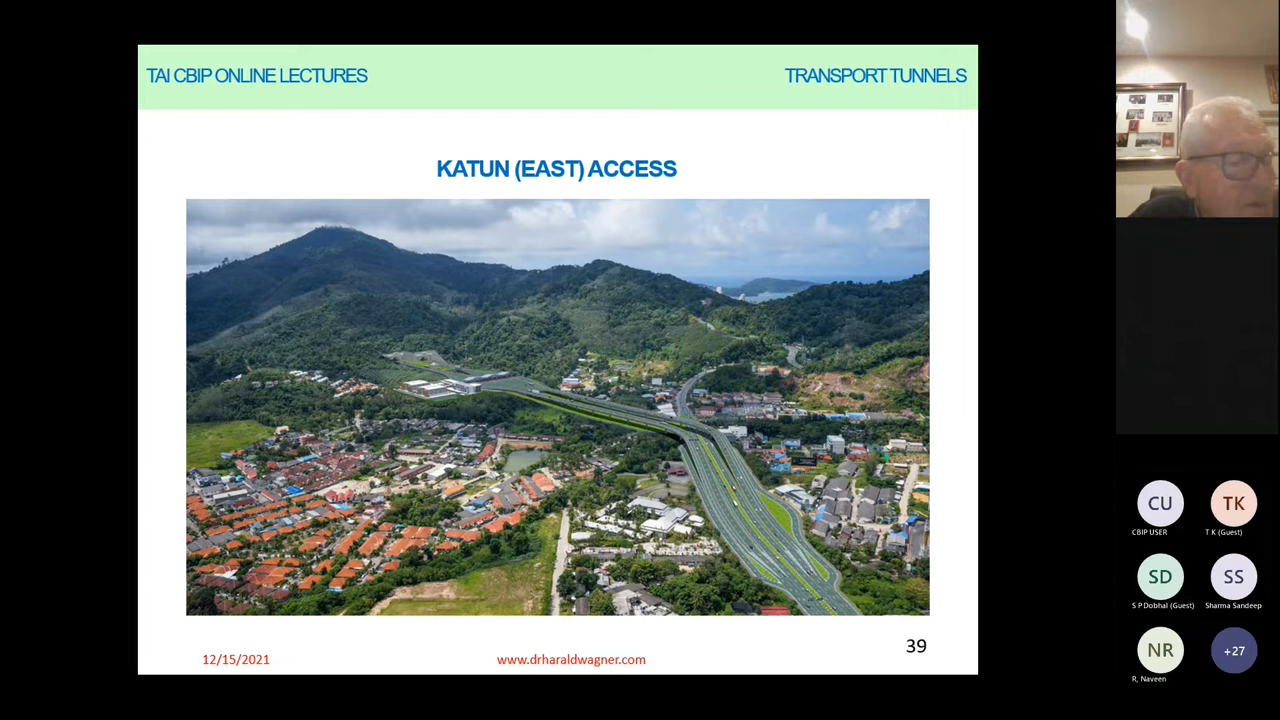 TAI CBIP ONLINE LECTURES
TRANSPORT TUNNELS
KATUN (EAST) ACCESS
12/15/2021
www.drharaldwagner.com
39
CU
TK
CBIP USER
T K (Guest)
SD
SS
S P Dobhal (Guest)
Sharma Sandeep
NR
+27
R, Naveen